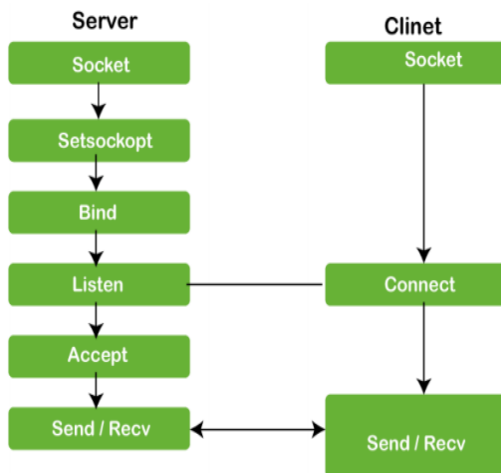 Server
Socket
Setsockopt
Bind
Listen
Accept
Send / Recv
Clinet
Socket
Connect
Send / Recv